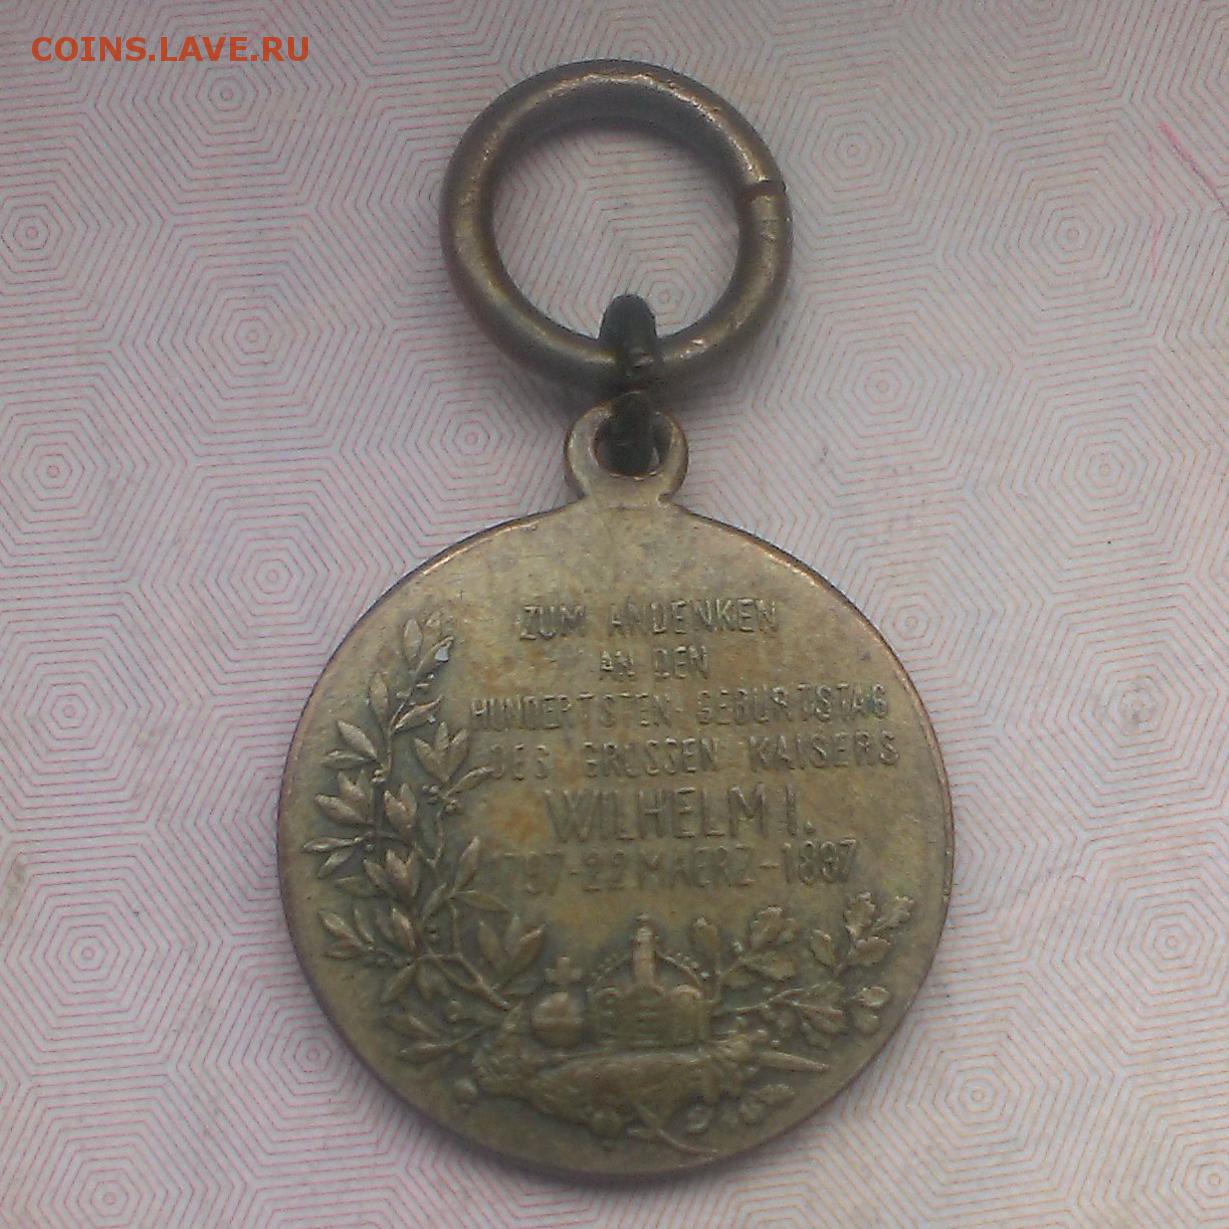 COINS.LAVE.RU
ZUM ANDENKEN
AN DEN
HUNDERTSTEN GEBURTSTAG
DES GROSSEN KAISERS
WILHELM I.
1797-22 MAERZ-1897